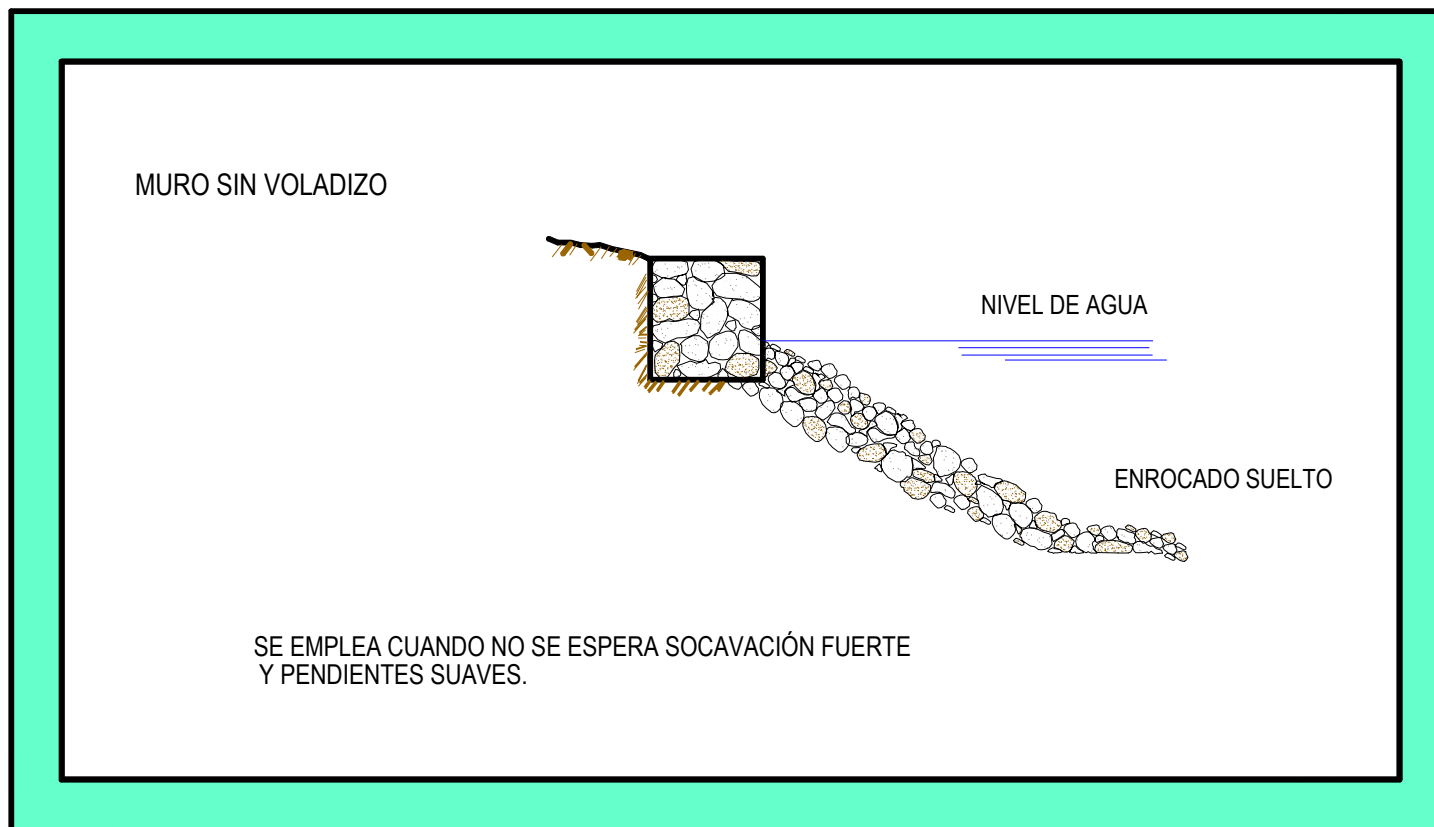 MURO SIN VOLADIZO
NIVEL DE AGUA
ENROCADO SUELTO
SE EMPLEA CUANDO NO SE ESPERA SOCAVACIÓN FUERTE
Y PENDIENTES SUAVES.